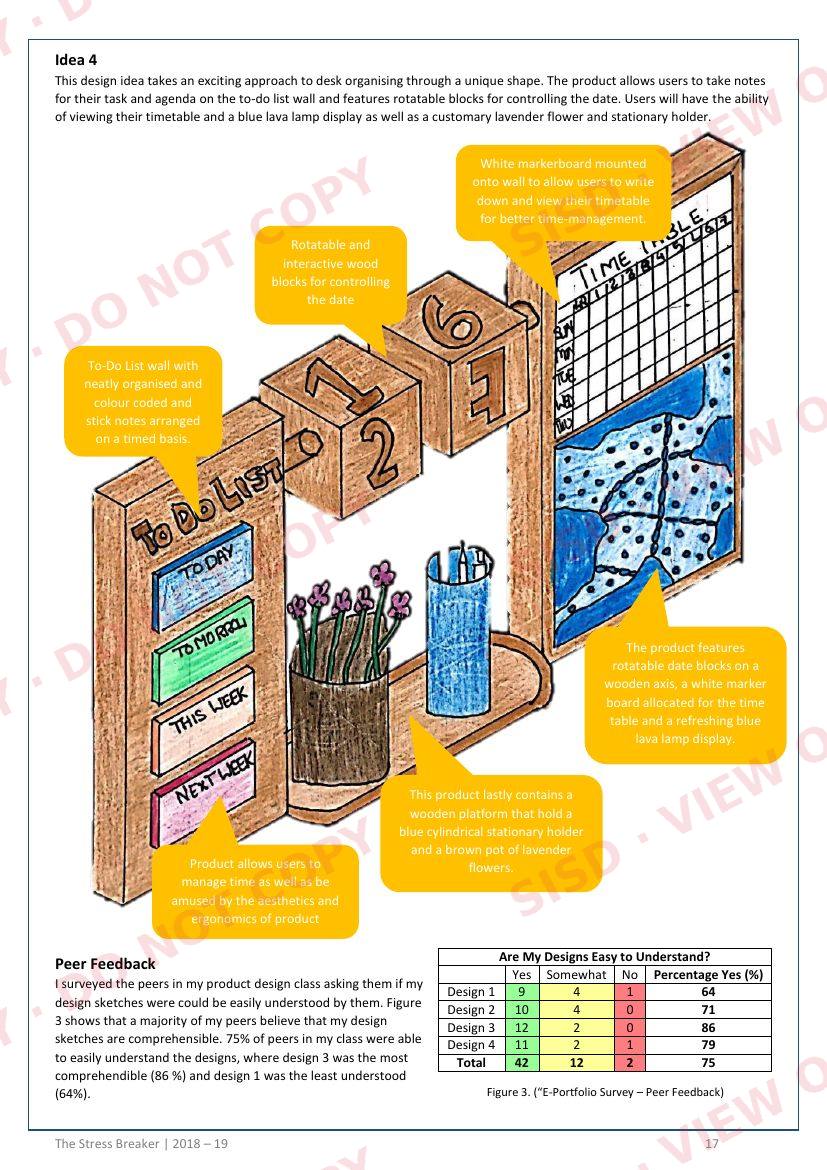 Idea 4
This design idea takes an exciting approach to desk organising through a unique shape. The product allows users to take notes
for their task and agenda on the to-do list wall and features rotatable blocks for controlling the date. Users will have the ability
of viewing their timetable and a blue lava lamp display as well as a customary lavender flower and stationary holder.
White markerboard mounted
onto wall to allow users to write
down and view their timetable
for better time-management.
Rotatable and
interactive wood
blocks for controlling
the date
To-Do List wall with
neatly organised and
colour coded and
stick notes arranged
on a timed basis.
TIME TABLE
SUN
MON
TUE
WED
THU
1
6
2
TO DO LIST
TODAY
TOMORROW
THIS WEEK
NEXT WEEK
The product features
rotatable date blocks on a
wooden axis, a white marker
board allocated for the time
table and a refreshing blue
lava lamp display.
This product lastly contains a
wooden platform that hold a
blue cylindrical stationary holder
and a brown pot of lavender
flowers.
Product allows users to
manage time as well as be
amused by the aesthetics and
ergonomics of product
Peer Feedback
I surveyed the peers in my product design class asking them if my
design sketches were could be easily understood by them. Figure
3 shows that a majority of my peers believe that my design
sketches are comprehensible. 75% of peers in my class were able
to easily understand the designs, where design 3 was the most
comprehendible (86 %) and design 1 was the least understood
(64%).
Are My Designs Easy to Understand?
Yes Somewhat No Percentage Yes (%)
Design 1 9 4 1 64
Design 2 10 4 0 71
Design 3 12 2 0 86
Design 4 11 2 1 79
Total 42 12 2 75
Figure 3. (“E-Portfolio Survey – Peer Feedback)
The Stress Breaker | 2018 – 19 17
SISD · VIEW O
Y · DO NOT COPY